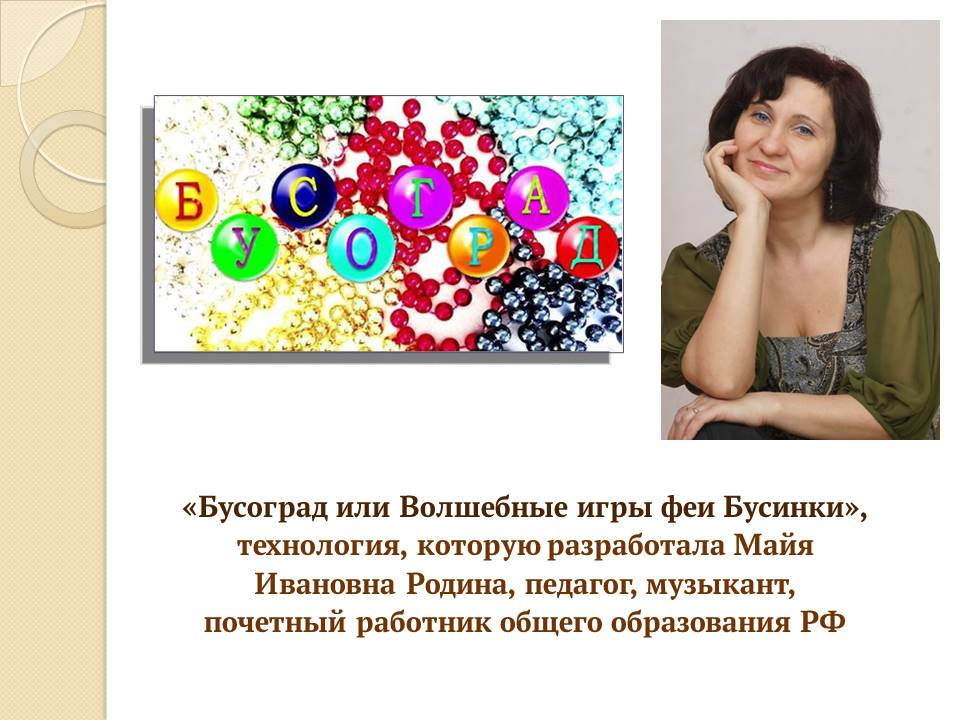 БУСОГРАД
«Бусоград или Волшебные игры феи Бусинки»,
технология, которую разработала Майя
Ивановна Родина, педагог, музыкант,
почетный работник общего образования РФ